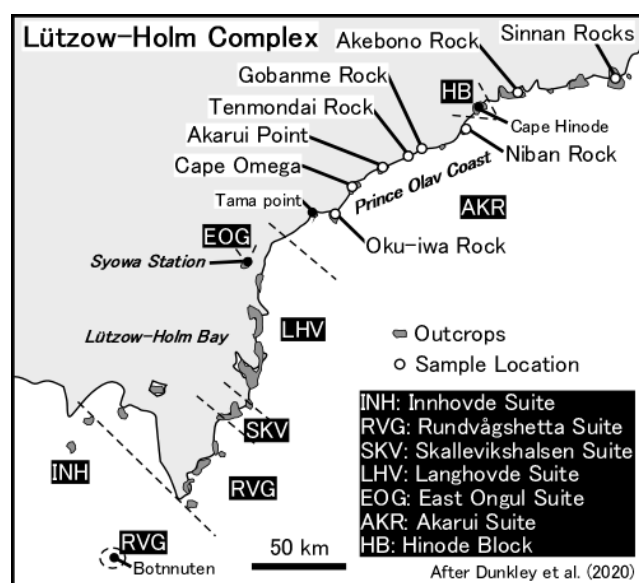 Lützow-Holm Complex
Akebono Rock
Sinnan Rocks
Gobanme Rock
HB
Tenmondai Rock
Cape Hinode
Akarui Point
Niban Rock
Cape Omega
Prince Olav Coast
Tama point
AKR
EOG
Oku-iwa Rock
Syowa Station
LHV
Lützow-Holm Bay
Outcrops
Sample Location
SKV
INH
RVG
RVG
Botnnuten
50 km
INH: Innhovde Suite
RVG: Rundvågshetta Suite
SKV: Skallevikshalsen Suite
LHV: Langhovde Suite
EOG: East Ongul Suite
AKR: Akarui Suite
HB: Hinode Block
After Dunkley et al. (2020)